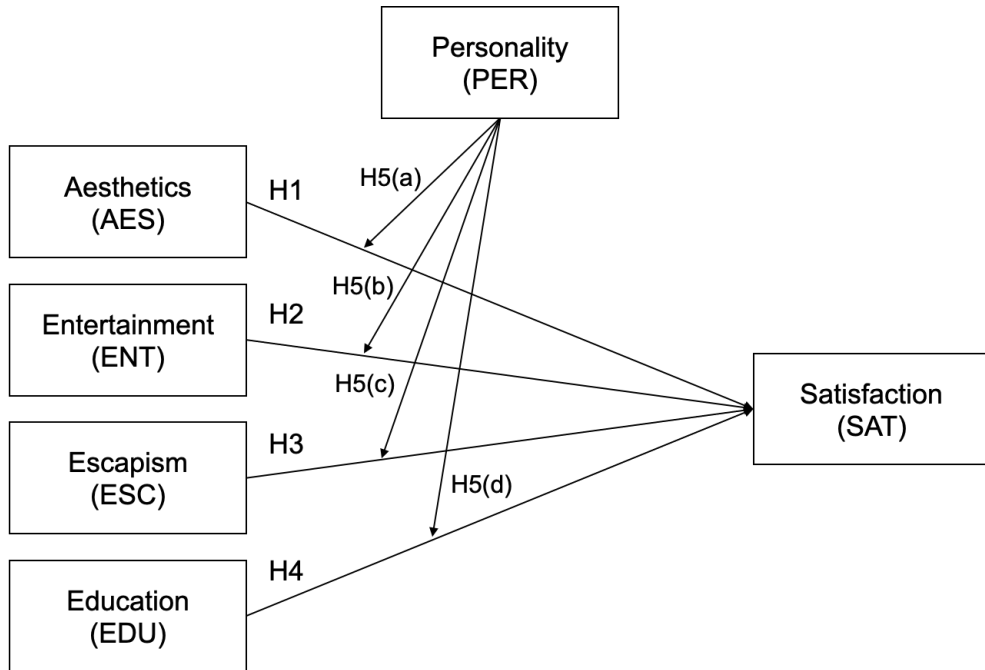 Personality
(PER)
Aesthetics
(AES)
H1
H5(a)
Entertainment
(ENT)
H2
H5(b)
H5(c)
Satisfaction
(SAT)
Escapism
(ESC)
H3
H5(d)
Education
(EDU)
H4